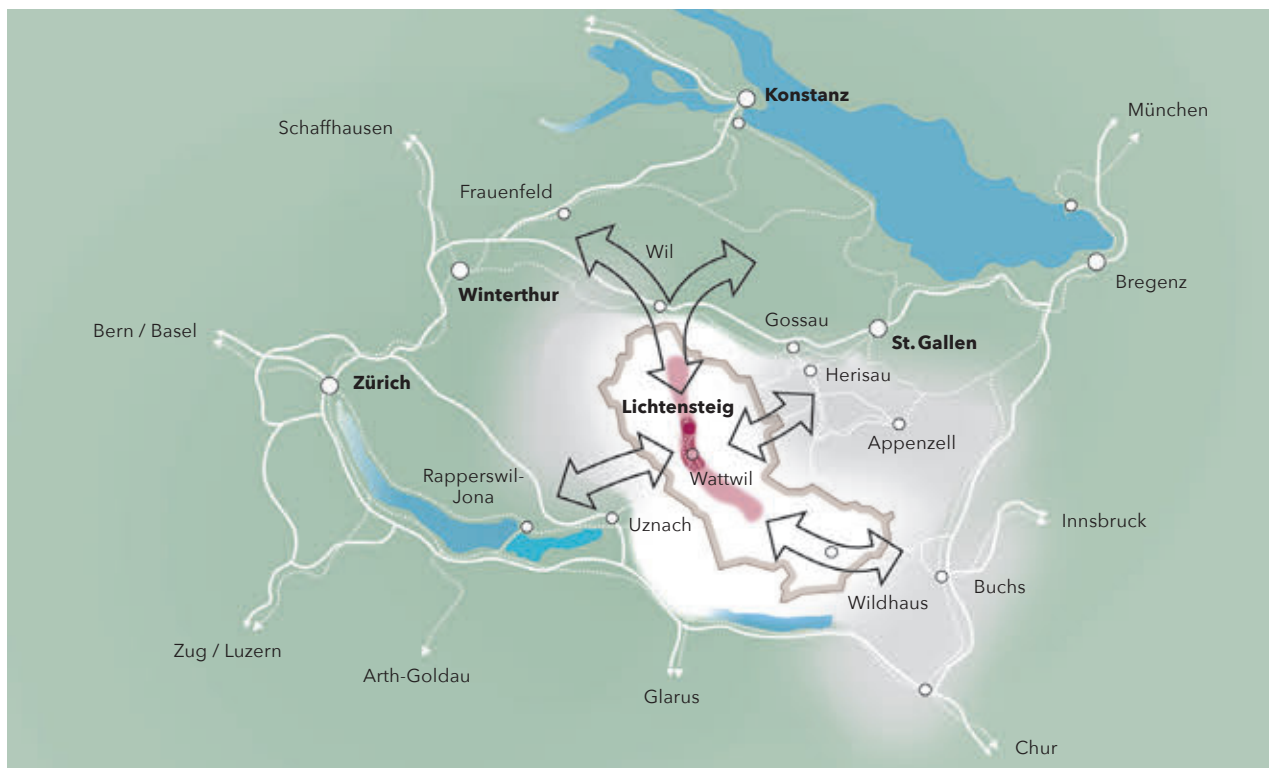 Konstanz
München
Schaffhausen
Frauenfeld
Wil
Winterthur
Bregenz
Gossau
Bern / Basel
St. Gallen
Zürich
Herisau
Lichtensteig
Appenzell
Rapperswil-
Jona
Wattwil
Uznach
Innsbruck
Buchs
Wildhaus
Zug / Luzern
Arth-Goldau
Glarus
Chur